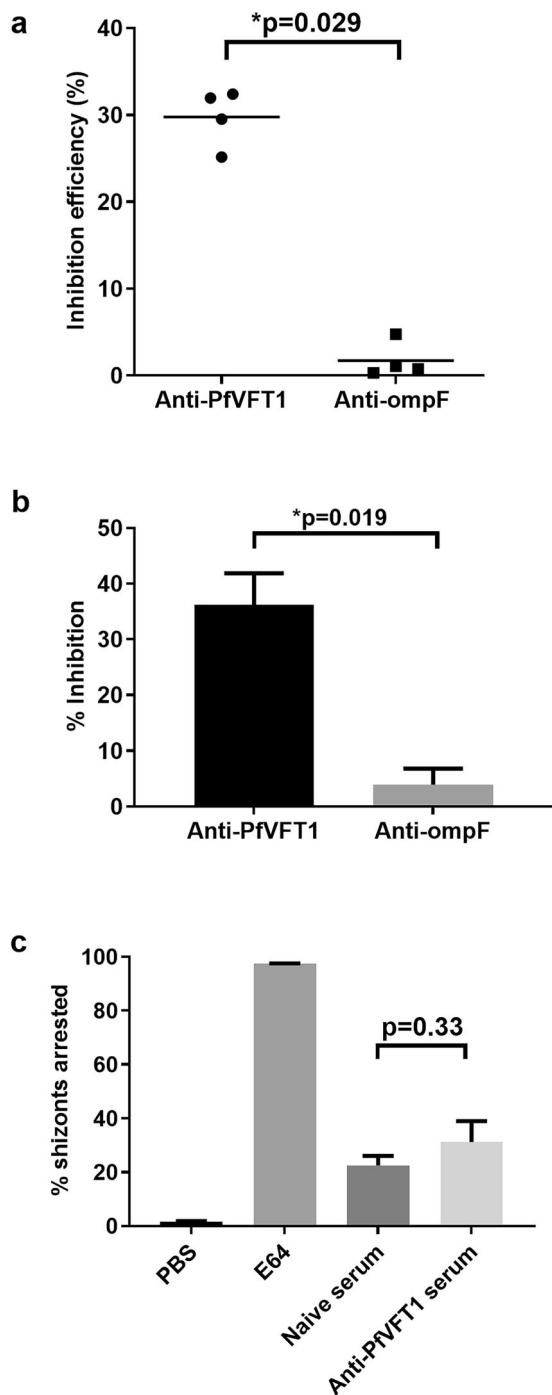 a
*p=0.029
40
30
20
10
0
Inhibition efficiency (%)
Anti-PfVFT1 Anti-ompF
b
*p=0.019
50
40
30
20
10
0
% Inhibition
Anti-PfVFT1 Anti-ompF
c
100
80
60
40
20
0
% shizonts arrested
p=0.33
PBS
E64
Naive serum
Anti-PfVFT1 serum